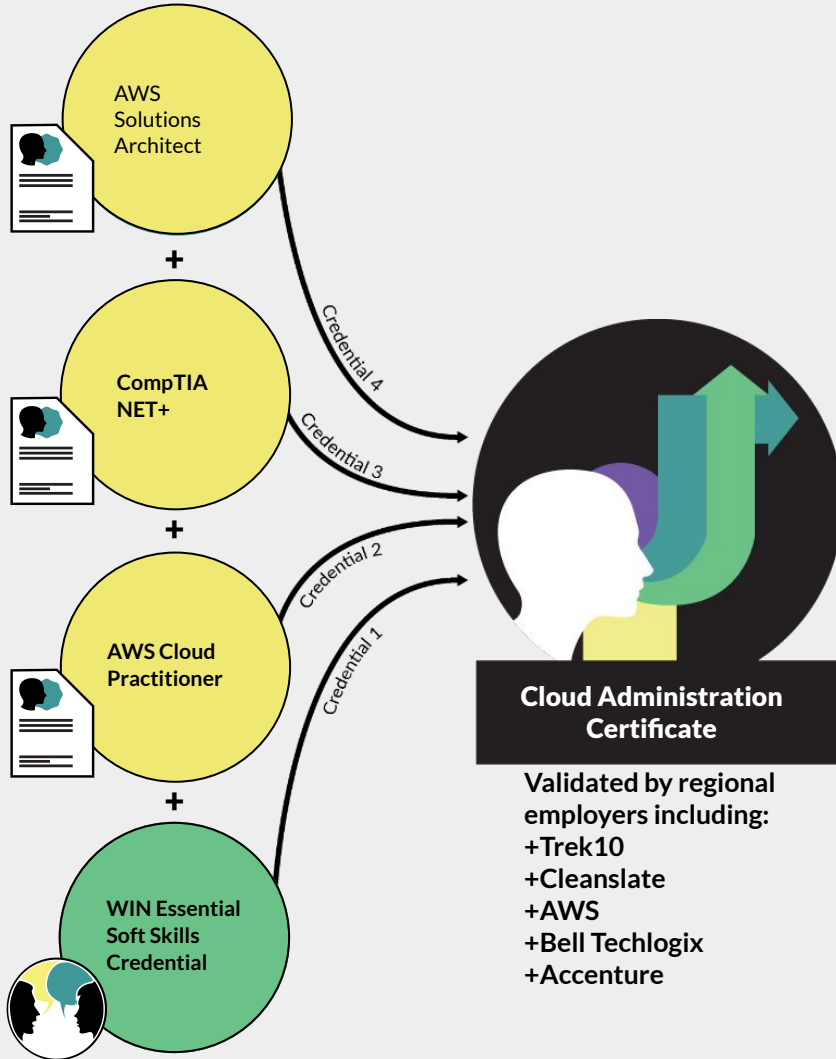 AWS
Solutions
Architect
+
CompTIA
NET+
+
AWS Cloud
Practitioner
+
WIN Essential
Soft Skills
Credential
Credential 4
Credential 3
Credential 2
Credential 1
Cloud Administration
Certificate
Validated by regional
employers including:
+Trek10
+Cleanslate
+AWS
+Bell Techlogix
+Accenture